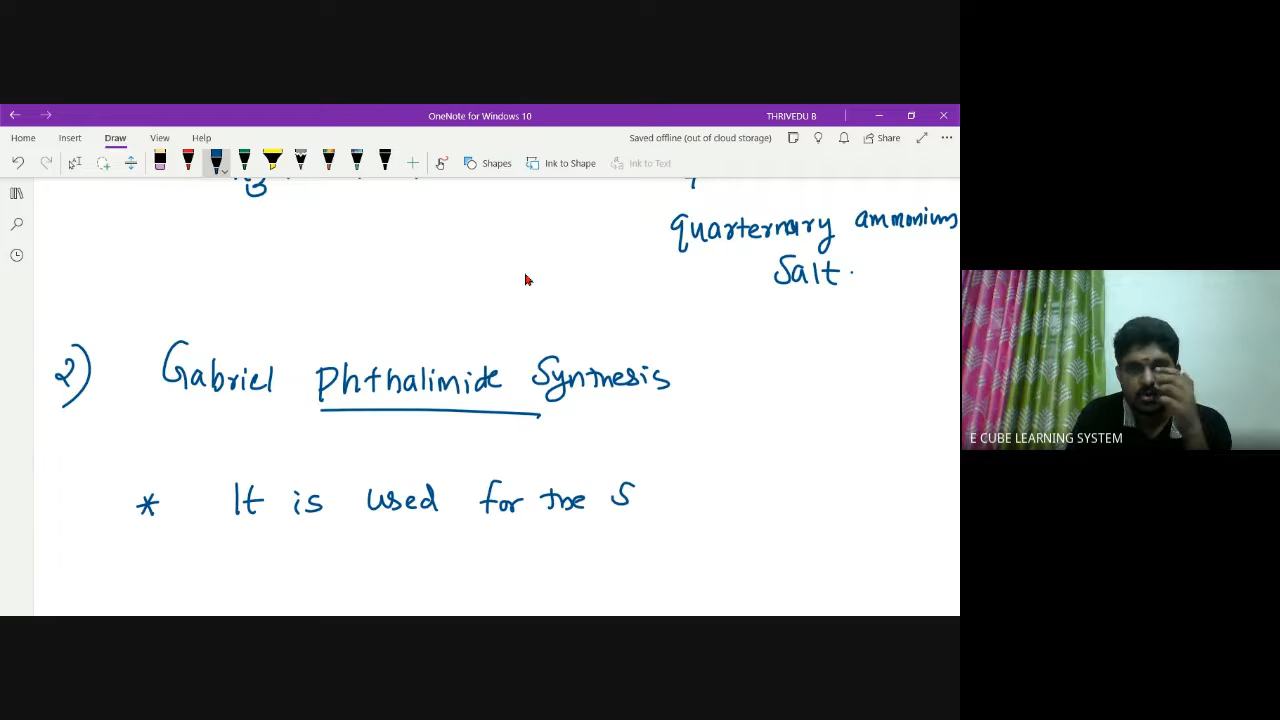 OneNote for Windows 10
THRIVEDU B
Home Insert Draw View Help
Saved offline (out of cloud storage)
Share
Shapes Ink to Shape Ink to Text
quarternary ammonium
Salt.
2) Gabriel Phthalimide Synthesis
* It is used for the S
E CUBE LEARNING SYSTEM